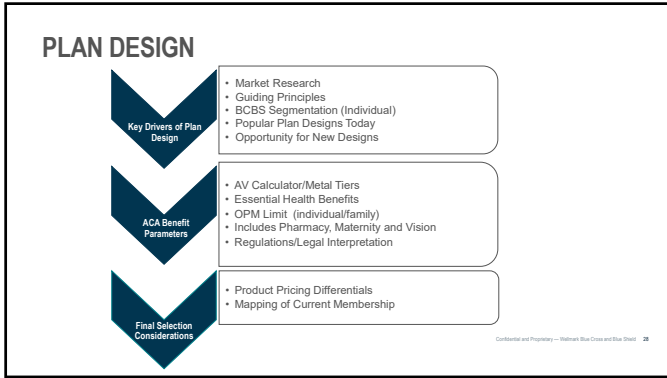 PLAN DESIGN
Key Drivers of Plan
Design
• Market Research
• Guiding Principles
• BCBS Segmentation (Individual)
• Popular Plan Designs Today
• Opportunity for New Designs
ACA Benefit
Parameters
• AV Calculator/Metal Tiers
• Essential Health Benefits
• OPM Limit (individual/family)
• Includes Pharmacy, Maternity and Vision
• Regulations/Legal Interpretation
Final Selection
Considerations
• Product Pricing Differentials
• Mapping of Current Membership
Confidential and Proprietary — Wellmark Blue Cross and Blue Shield 28